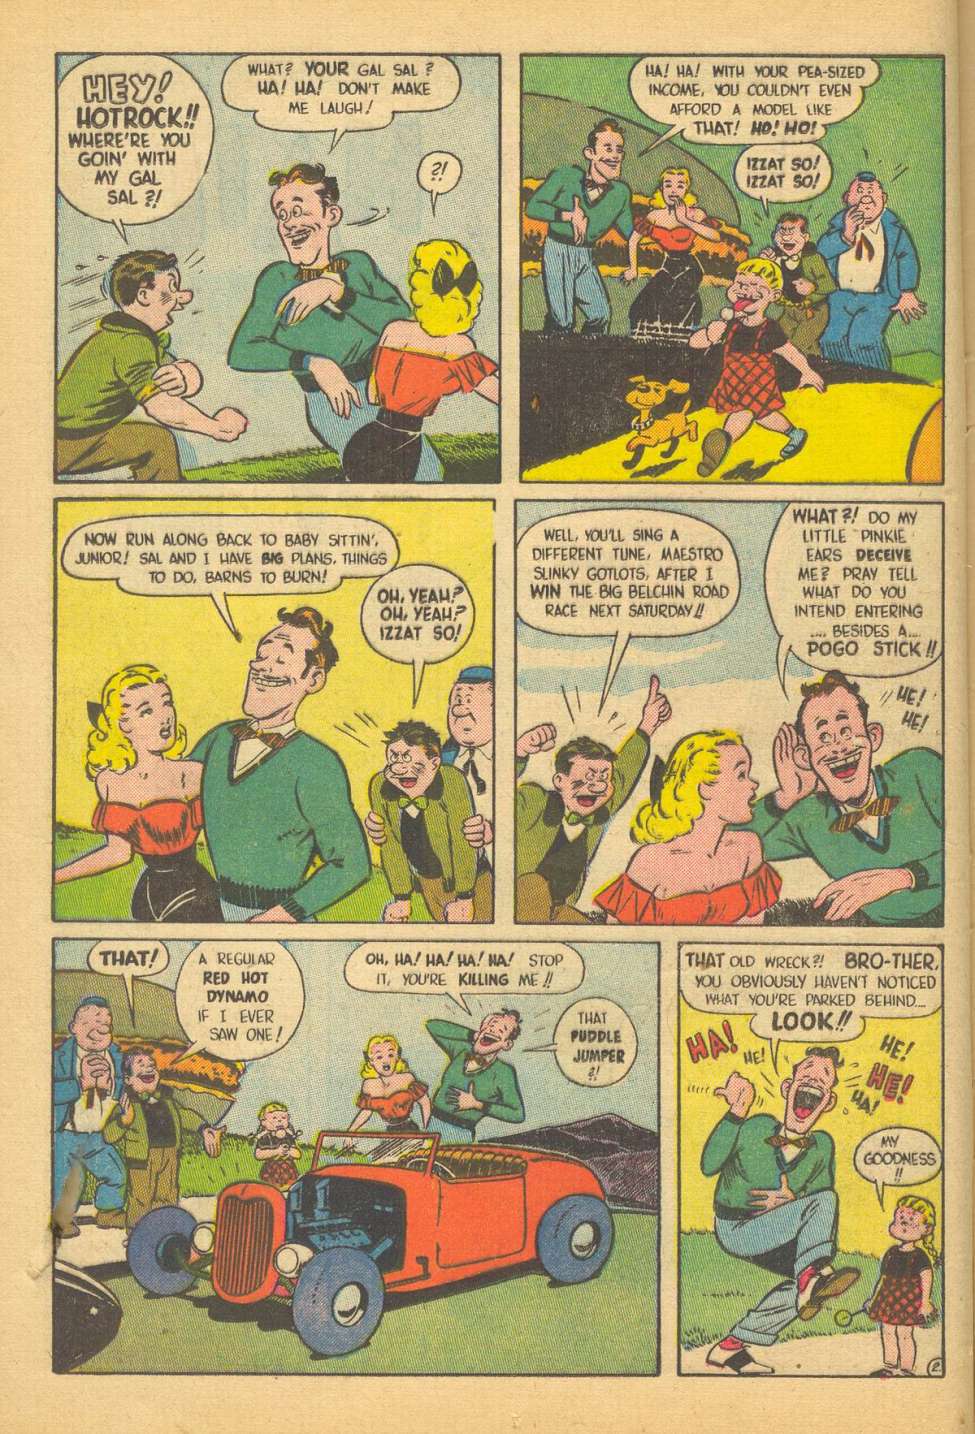 HEY!
HOTROCK!!
WHERE'RE YOU
GOIN' WITH
MY GAL
SAL?!
WHAT? YOUR GAL SAL?
HA! HA! DON'T MAKE
ME LAUGH!
?!
HA! HA! WITH YOUR PEA-SIZED
INCOME, YOU COULDN'T EVEN
AFFORD A MODEL LIKE
THAT! HO! HO!
IZZAT SO!
IZZAT SO!
NOW RUN ALONG BACK TO BABY SITTIN',
JUNIOR! SAL AND I HAVE BIG PLANS, THINGS
TO DO, BARNS TO BURN!
OH, YEAH?
OH, YEAH?
IZZAT SO!
WELL, YOU'LL SING A
DIFFERENT TUNE, MAESTRO
SLINKY GOTLOTS, AFTER I
WIN THE BIG BELCHIN ROAD
RACE NEXT SATURDAY!!
WHAT?! DO MY
LITTLE PINKIE
EARS DECEIVE
ME? PRAY TELL
WHAT DO YOU
INTEND ENTERING
.... BESIDES A....
POGO STICK!!
HE!
HE!
THAT!
A REGULAR
RED HOT
DYNAMO
IF I EVER
SAW ONE!
OH, HA! HA! HA! HA! STOP
IT, YOU'RE KILLING ME!!
THAT
PUDDLE
JUMPER
?!
THAT OLD WRECK?! BRO-THER,
YOU OBVIOUSLY HAVEN'T NOTICED
WHAT YOU'RE PARKED BEHIND....
LOOK!!
HA!
HE!
HE!
HE!
HA!
MY
GOODNESS
!!
2